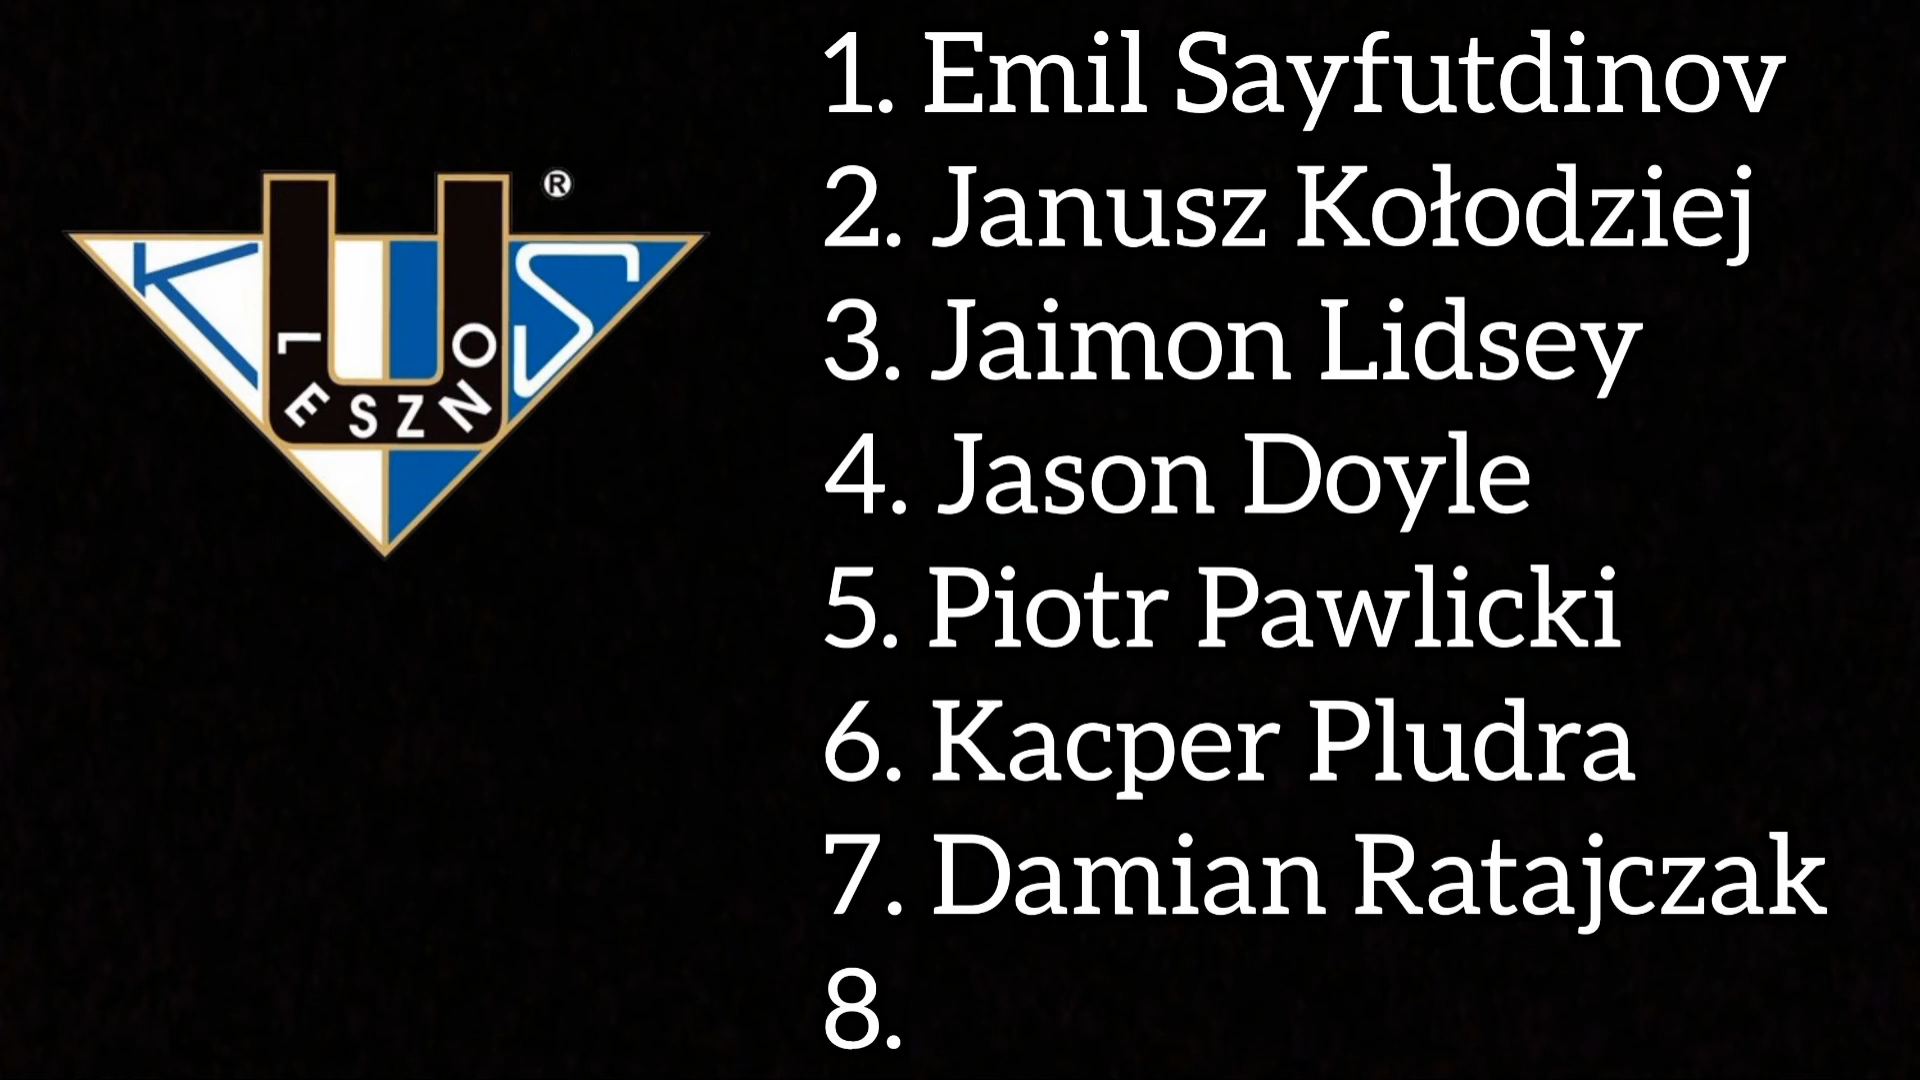 K U S
LESZNO
®
1. Emil Sayfutdinov
2. Janusz Kołodziej
3. Jaimon Lidsey
4. Jason Doyle
5. Piotr Pawlicki
6. Kacper Pludra
7. Damian Ratajczak
8.